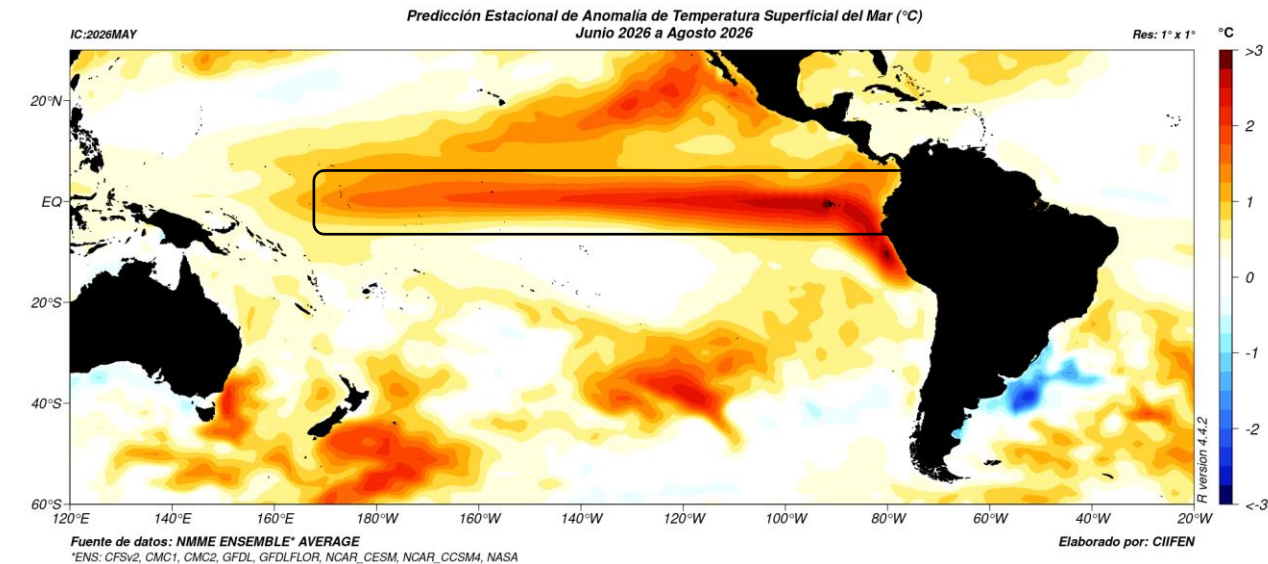 Predicción Estacional de Anomalía de Temperatura Superficial del Mar (°C)
Junio 2026 a Agosto 2026
IC:2026MAY
Res: 1° x 1°
°C
>3
2
1
0
-1
-2
<-3
20°N
EQ
20°S
40°S
60°S
120°E 140°E 160°E 180°W 160°W 140°W 120°W 100°W 80°W 60°W 40°W 20°W
R version 4.4.2
Fuente de datos: NMME ENSEMBLE* AVERAGE
Elaborado por: CIIFEN
*ENS: CFSv2, CMC1, CMC2, GFDL, GFDLFLOR, NCAR_CESM, NCAR_CCSM4, NASA